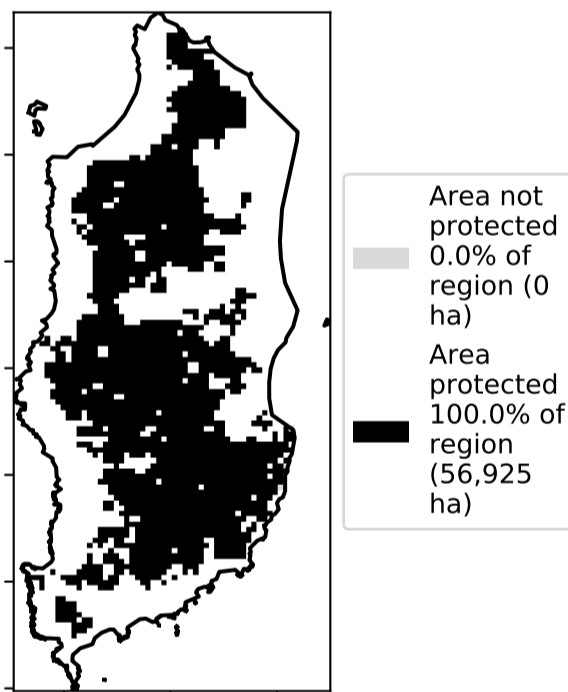 Area not
protected
0.0% of
region (0
ha)
Area
protected
100.0% of
region
(56,925
ha)